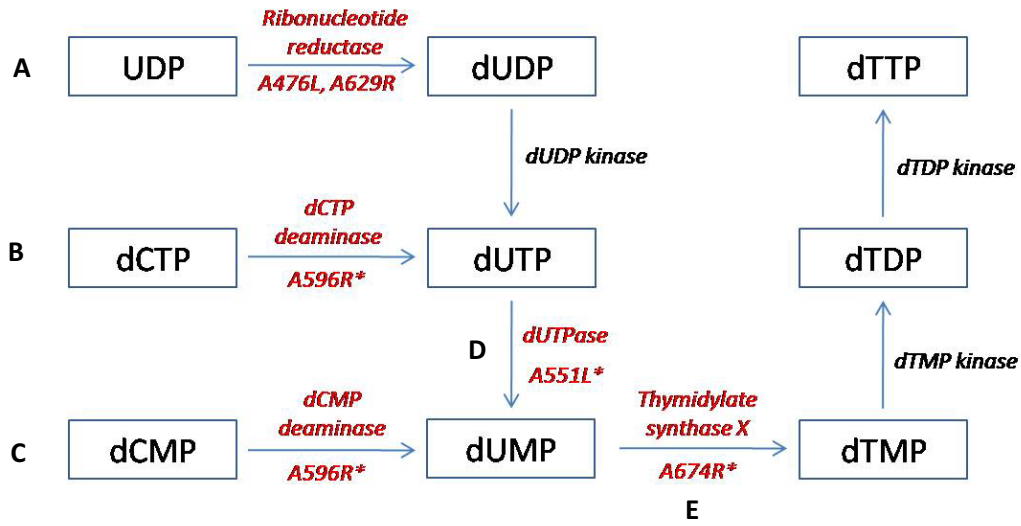 Ribonucleotide
reductase
A UDP dUDP dTTP
A476L, A629R
dUDP kinase
dTDP kinase
dCTP
deaminase
B dCTP dUTP dTDP
A596R*
D dUTPase
A551L*
dTMP kinase
dCMP
deaminase
Thymidylate
synthase X
C dCMP dUMP dTMP
A596R*
A674R*
E